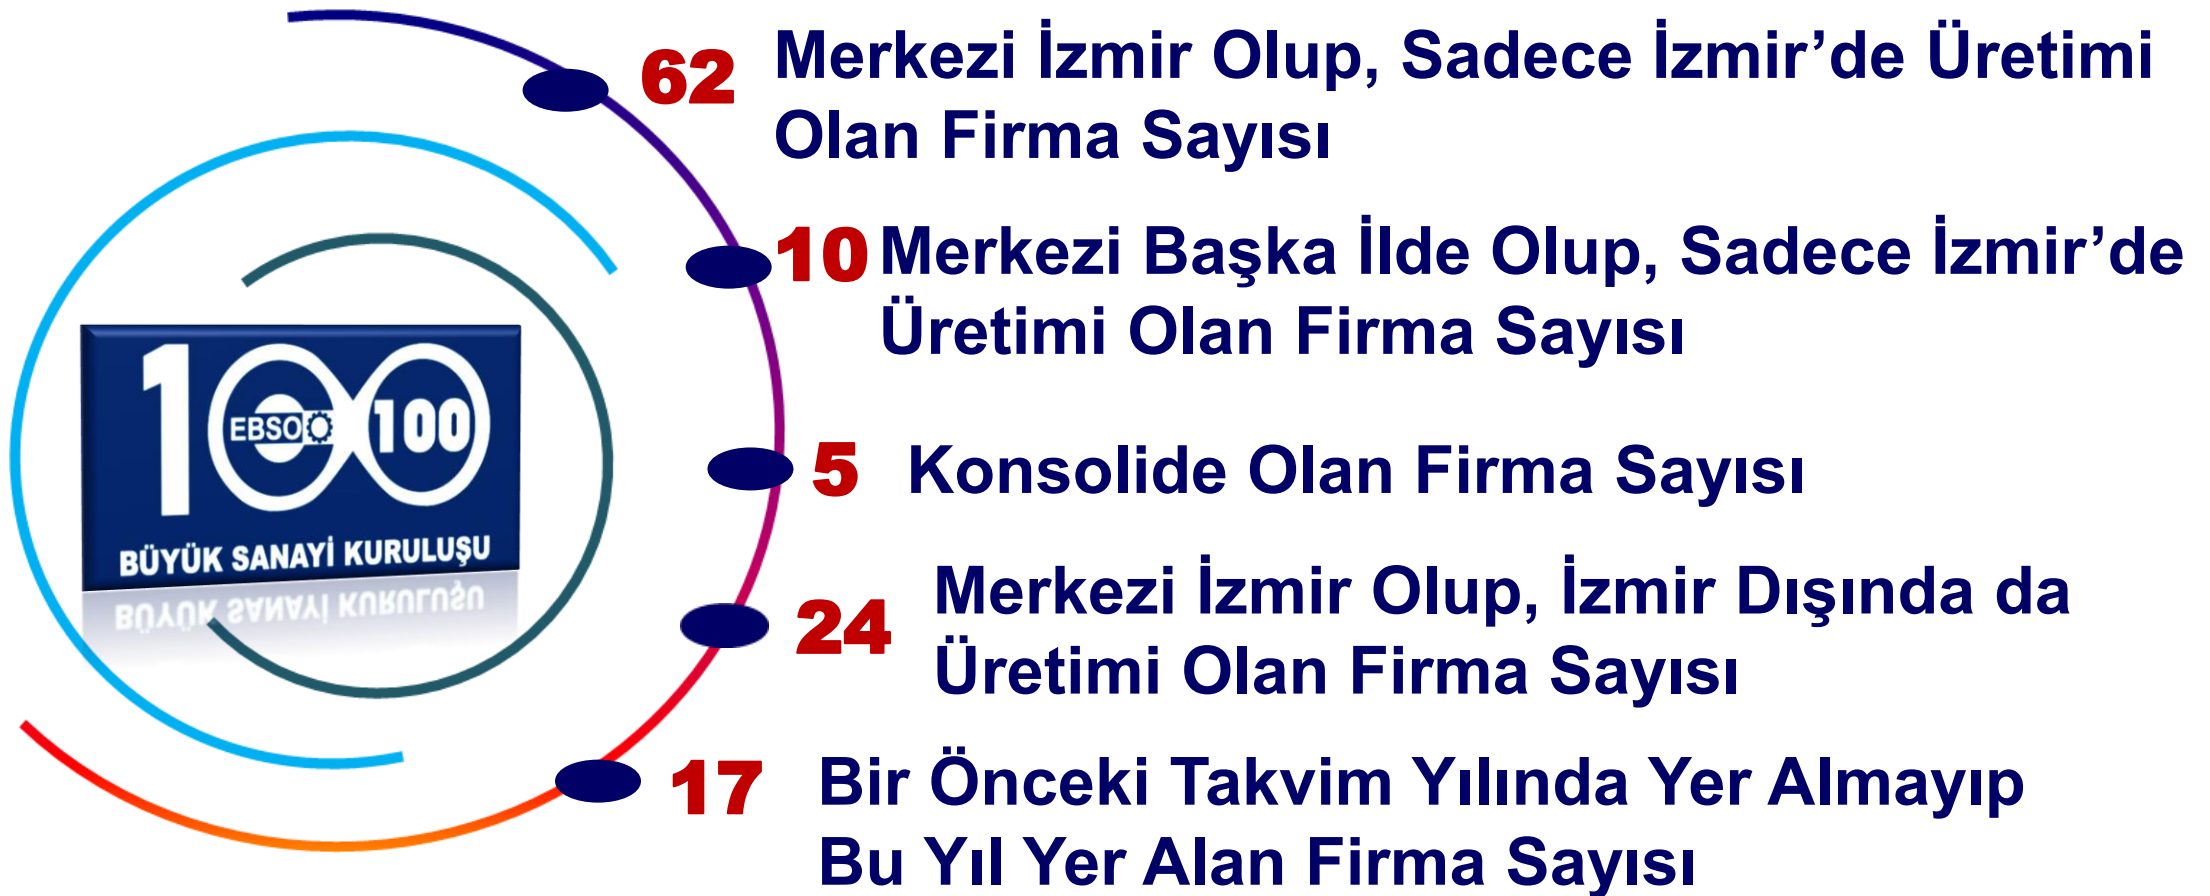 62 Merkezi İzmir Olup, Sadece İzmir’de Üretimi
Olan Firma Sayısı
10 Merkezi Başka İlde Olup, Sadece İzmir’de
Üretimi Olan Firma Sayısı
5 Konsolide Olan Firma Sayısı
24 Merkezi İzmir Olup, İzmir Dışında da
Üretimi Olan Firma Sayısı
17 Bir Önceki Takvim Yılında Yer Almayıp
Bu Yıl Yer Alan Firma Sayısı
100
EBSO 100
BÜYÜK SANAYİ KURULUŞU